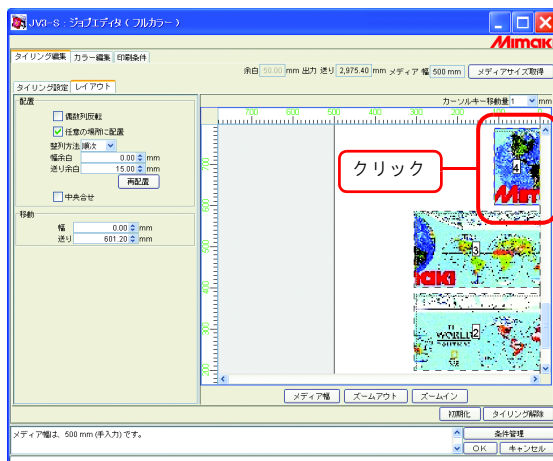 JV3-S : ジョブエディタ ( フルカラー )
Mimaki
タイリング編集 カラー編集 印刷条件
余白 50.00 mm 出力 送り 2,975.40 mm メディア 幅 500 mm メディアサイズ取得
タイリング設定 レイアウト
配置
カーソルキー移動量 1 mm
偶数列反転
任意の場所に配置
整列方法 順次
幅余白 0.00 mm
送り余白 15.00 mm
再配置
中央合せ
移動
幅 0.00 mm
送り 601.20 mm
700 600 500 400 300 200
クリック
4
3
WORLD
2
メディア幅 ズームアウト ズームイン
初期化 タイリング解除
メディア幅は、500 mm (手入力) です。
条件管理
OK キャンセル